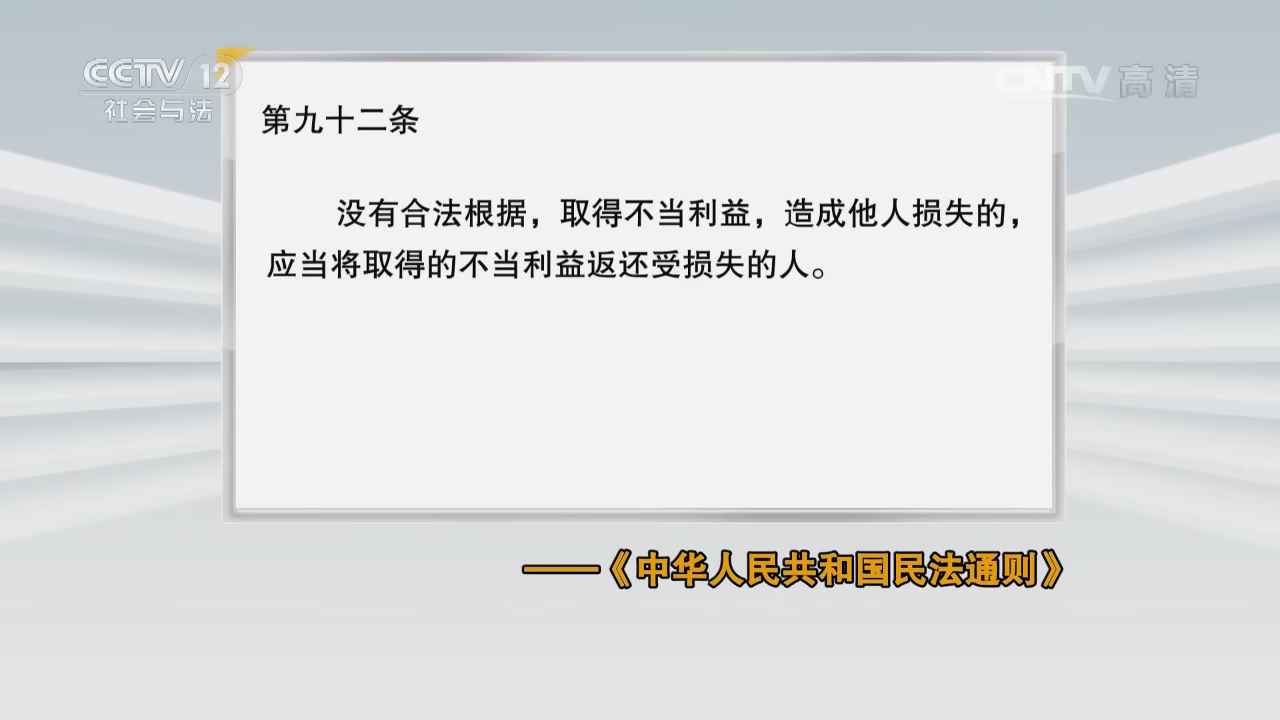 CCTV 12
社会与法
CNTV 高清
第九十二条
没有合法根据，取得不当利益，造成他人损失的，
应当将取得的不当利益返还受损失的人。
——《中华人民共和国民法通则》